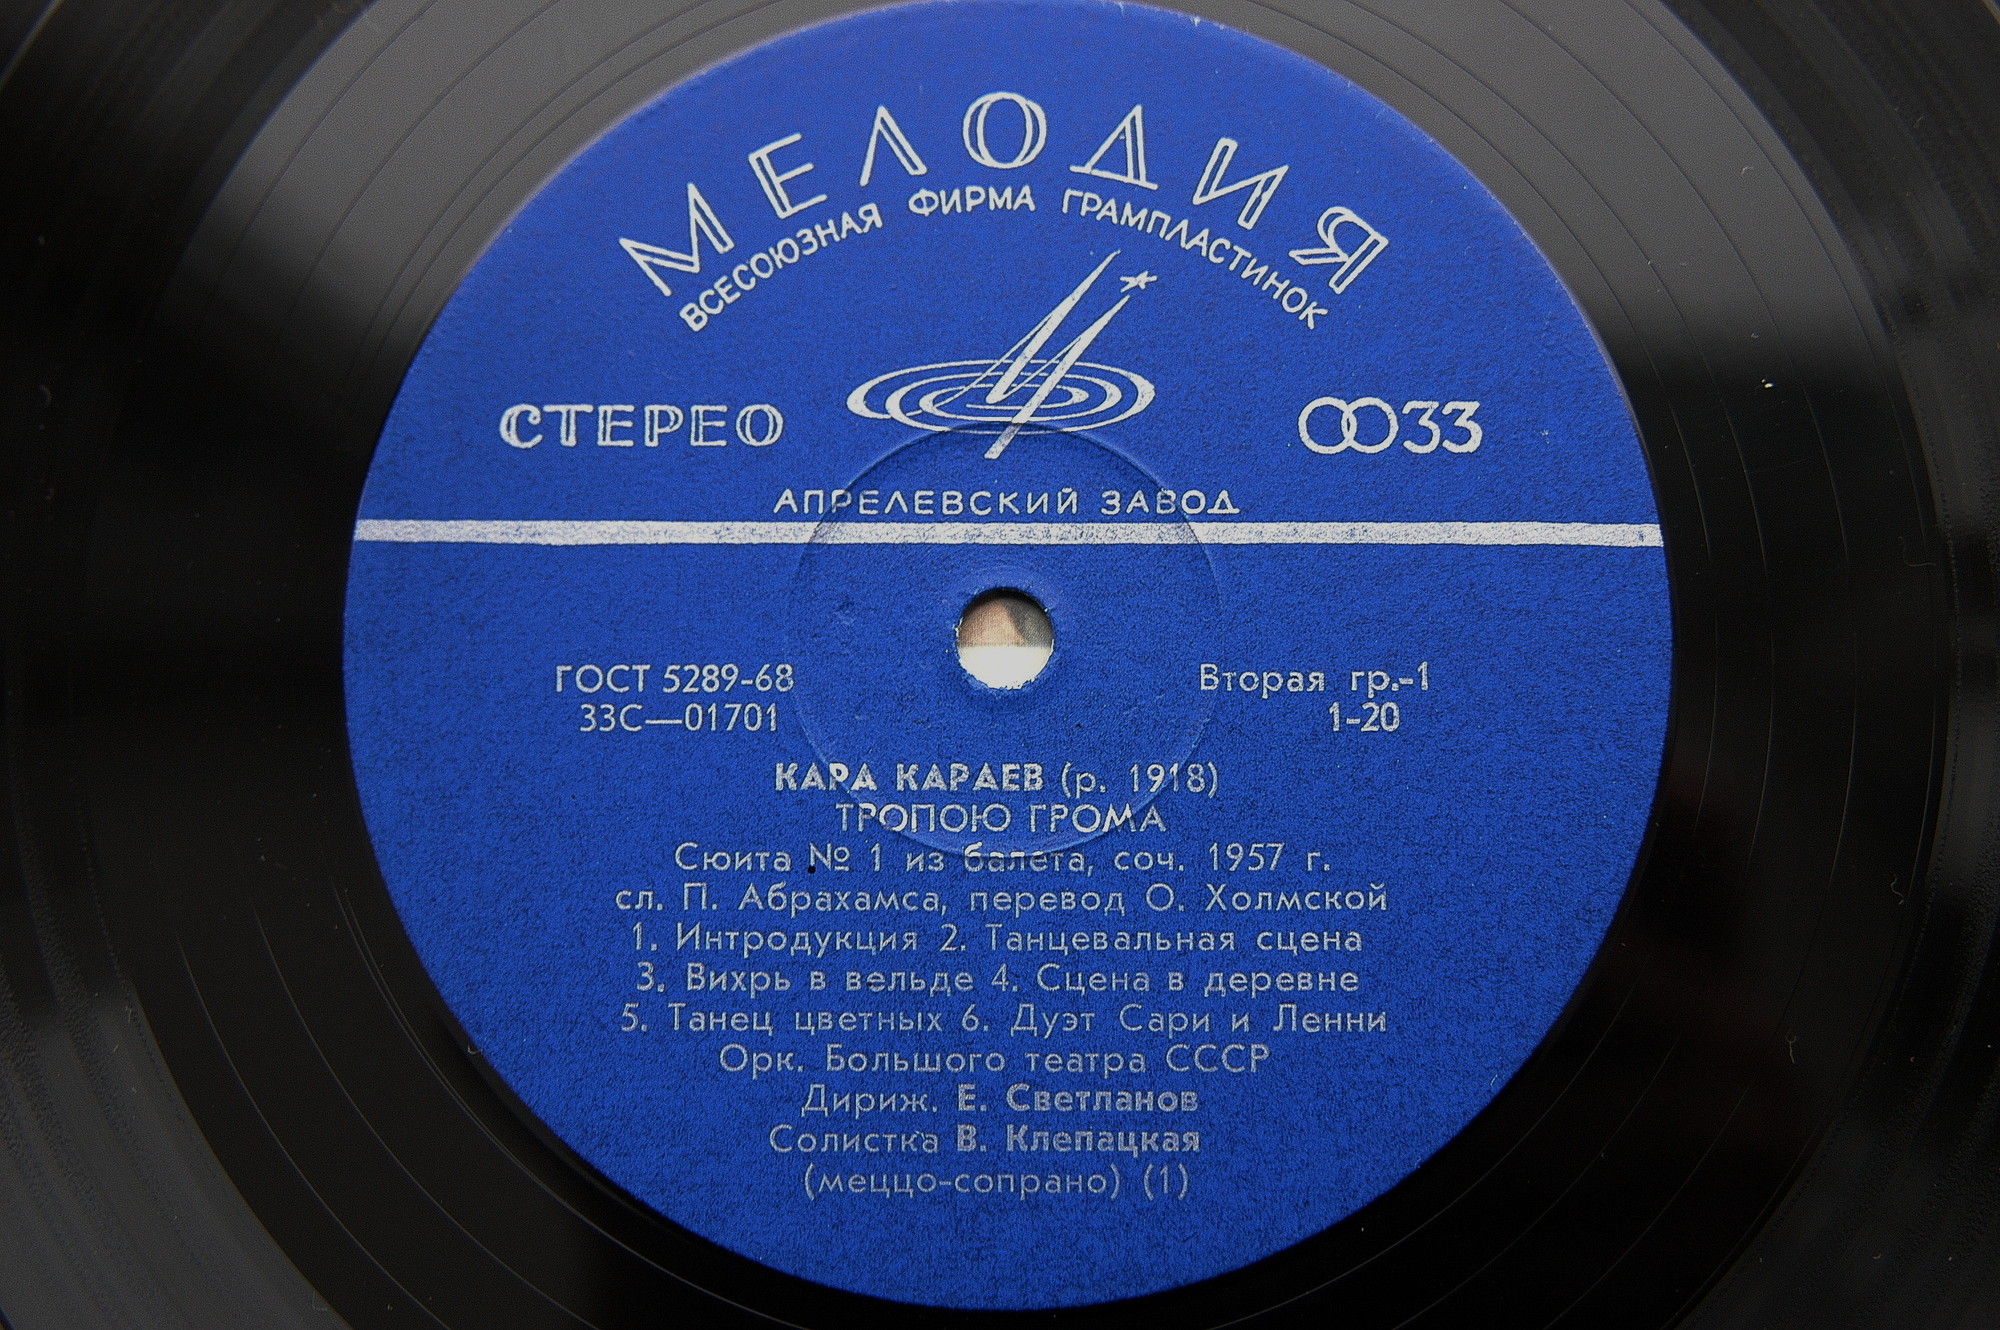 МЕЛОДИЯ
ВСЕСОЮЗНАЯ ФИРМА ГРАМПЛАСТИНОК
СТЕРЕО
33
АПРЕЛЕВСКИЙ ЗАВОД
ГОСТ 5289-68
33С—01701
Вторая гр.-1
1-20
КАРА КАРАЕВ (р. 1918)
ТРОПОЮ ГРОМА
Сюита № 1 из балета, соч. 1957 г.
сл. П. Абрахамса, перевод О. Холмской
1. Интродукция 2. Танцевальная сцена
3. Вихрь в вельде 4. Сцена в деревне
5. Танец цветных 6. Дуэт Сари и Ленни
Орк. Большого театра СССР
Дириж. Е. Светланов
Солистка В. Клепацкая
(меццо-сопрано) (1)